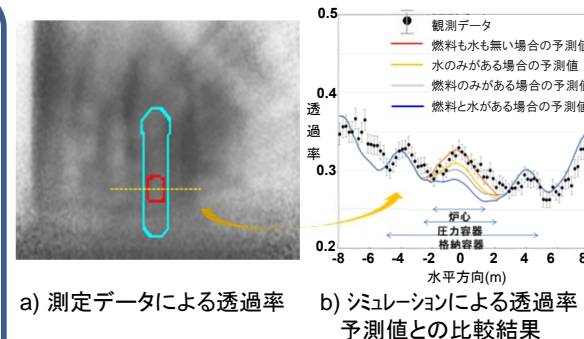 0.5
0.4
0.3
0.2
透
過
率
観測データ
燃料も水も無い場合の予測値
水のみがある場合の予測値
燃料のみがある場合の予測値
燃料と水がある場合の予測値
炉心
圧力容器
格納容器
-8 -6 -4 -2 0 2 4 6 8
水平方向(m)
a) 測定データによる透過率
b) シミュレーションによる透過率
予測値との比較結果